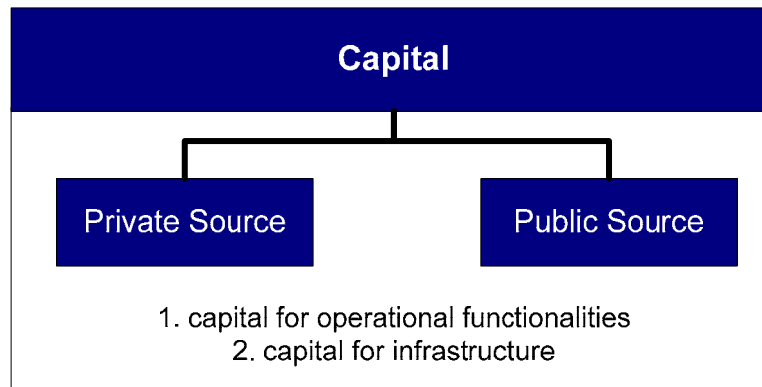 Capital
Private Source
Public Source
1. capital for operational functionalities
2. capital for infrastructure